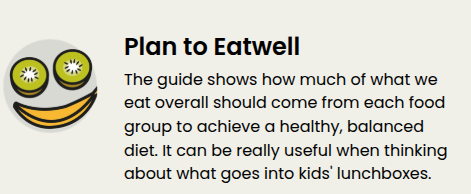 Plan to Eatwell
The guide shows how much of what we
eat overall should come from each food
group to achieve a healthy, balanced
diet. It can be really useful when thinking
about what goes into kids' lunchboxes.